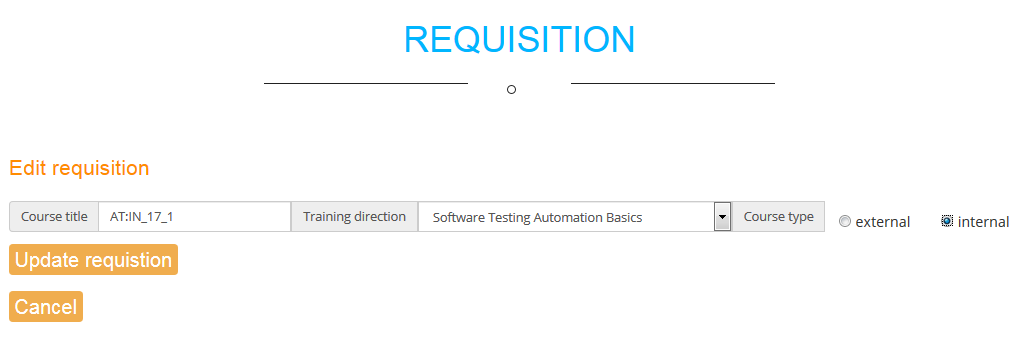 REQUISITION
Edit requisition
Course title AT:IN_17_1 Training direction Software Testing Automation Basics Course type external internal
Update requistion
Cancel